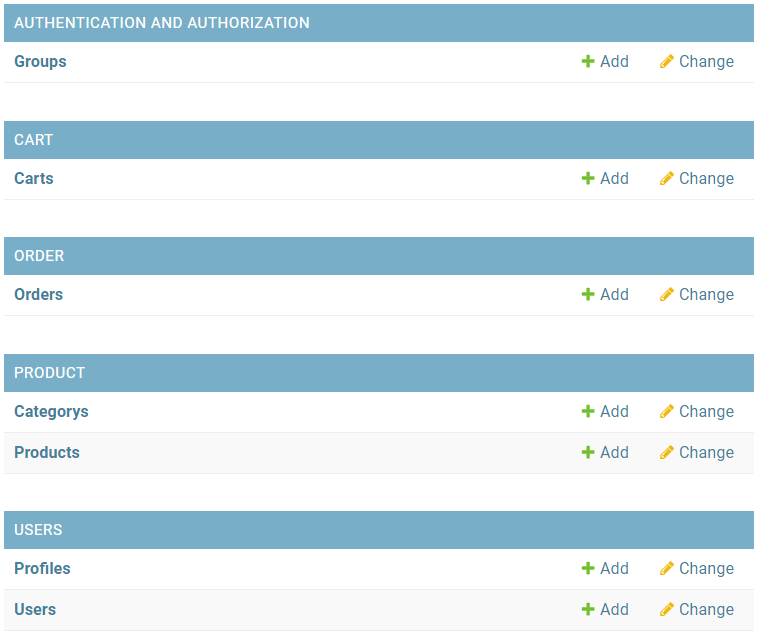 AUTHENTICATION AND AUTHORIZATION
Groups Add Change
CART
Carts Add Change
ORDER
Orders Add Change
PRODUCT
Categorys Add Change
Products Add Change
USERS
Profiles Add Change
Users Add Change